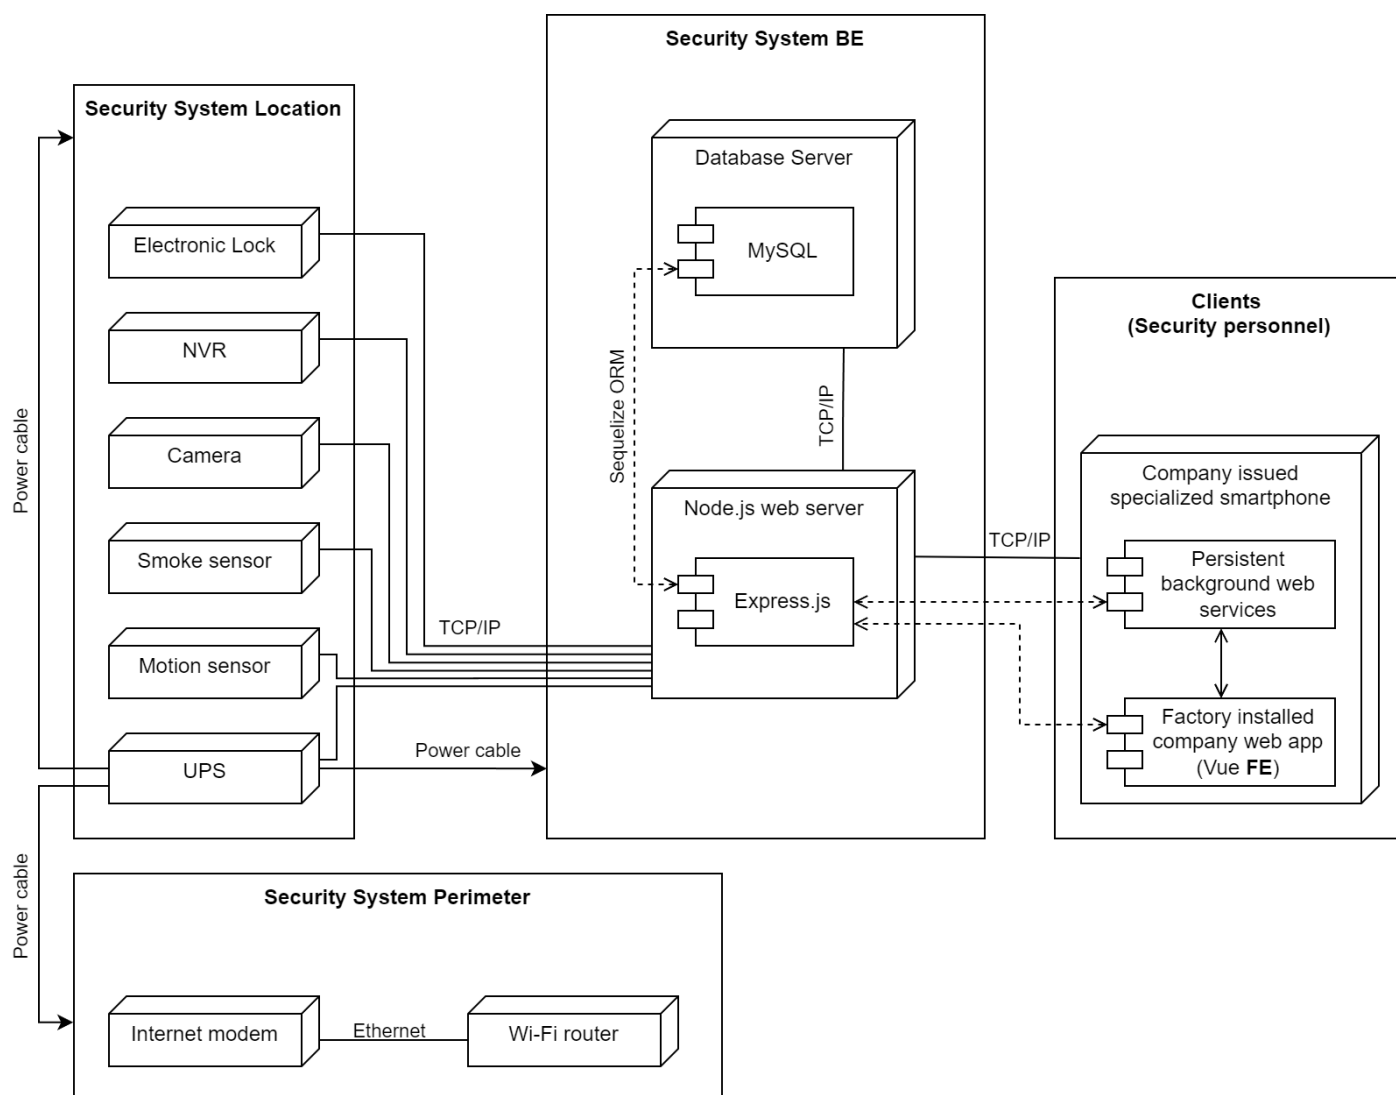 Security System BE
Security System Location
Database Server
MySQL
Electronic Lock
NVR
Camera
Smoke sensor
Motion sensor
UPS
Power cable
Sequelize ORM
TCP/IP
Node.js web server
Express.js
TCP/IP
Power cable
TCP/IP
Clients
(Security personnel)
Company issued
specialized smartphone
Persistent
background web
services
Factory installed
company web app
(Vue FE)
Power cable
Security System Perimeter
Internet modem
Ethernet
Wi-Fi router